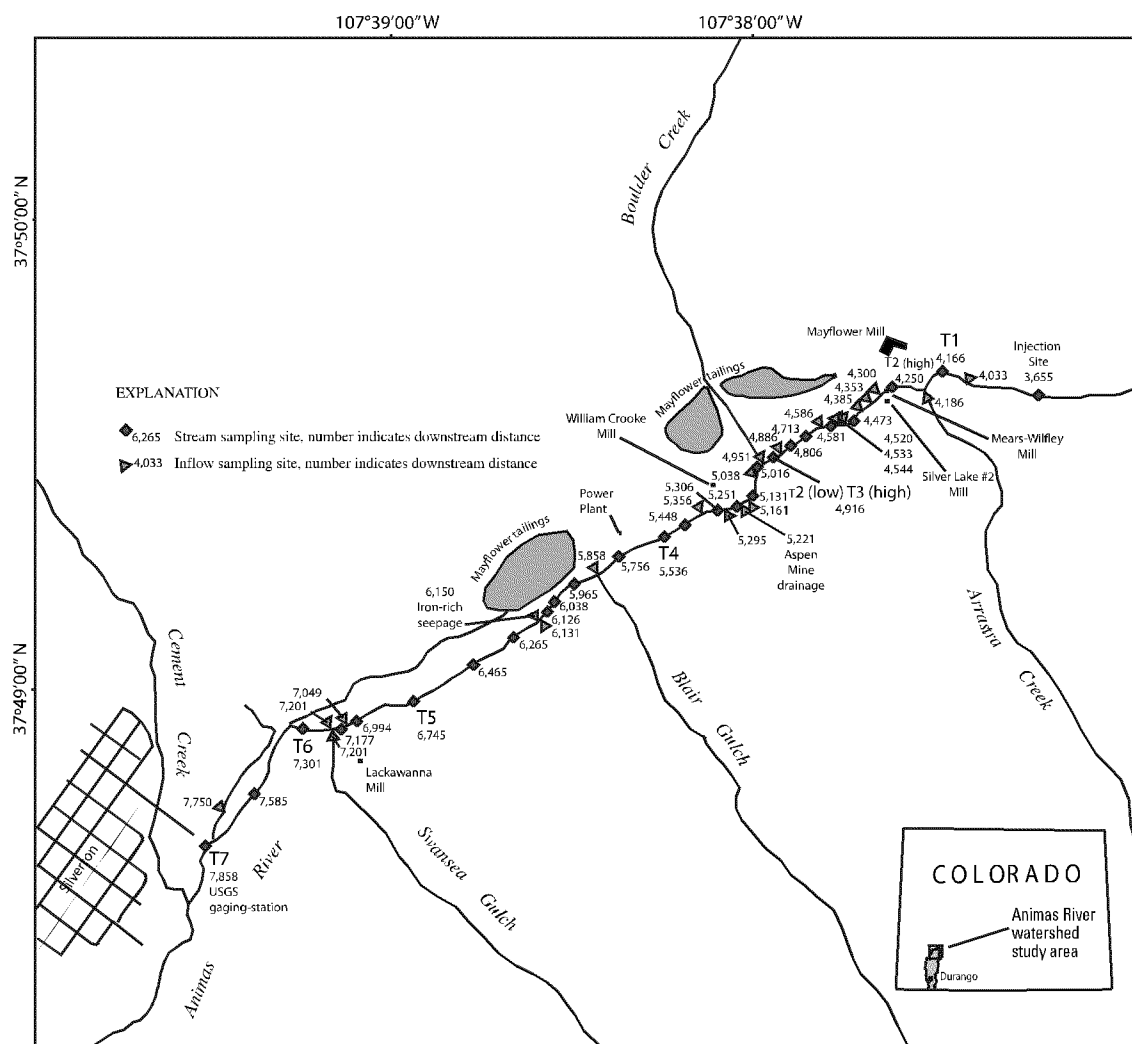 107°39'00"W
107°38'00"W
37°50'00"N
37°49'00"N
Boulder Creek
Mayflower Mill
T1
4,166
Injection
Site
3,655
4,033
T2 (high)
4,250
4,300
4,353
4,385
4,186
Mayflower tailings
EXPLANATION
6,265 Stream sampling site, number indicates downstream distance
4,033 Inflow sampling site, number indicates downstream distance
William Crooke
Mill
4,586
4,713
4,886
4,951
4,473
4,581
4,806
4,520
4,533
4,544
Mears-Wilfley
Mill
Silver Lake #2
Mill
5,038
5,016
5,306
5,356
5,251
5,131
5,161
T2 (low) T3 (high)
4,916
Power
Plant
5,448
5,295
5,221
Aspen
Mine
drainage
T4
5,536
5,756
5,858
Mayflower tailings
5,965
6,038
6,126
6,131
6,150
Iron-rich
seepage
6,265
6,465
Arrastra Creek
Blair Gulch
Cement Creek
7,049
7,201
6,994
T5
6,745
T6
7,301
7,177
7,201
Lackawanna
Mill
7,750
7,585
Silverton
T7
7,858
USGS
gaging-station
Animas River
Swansea Gulch
COLORADO
Animas River
watershed
study area
Durango